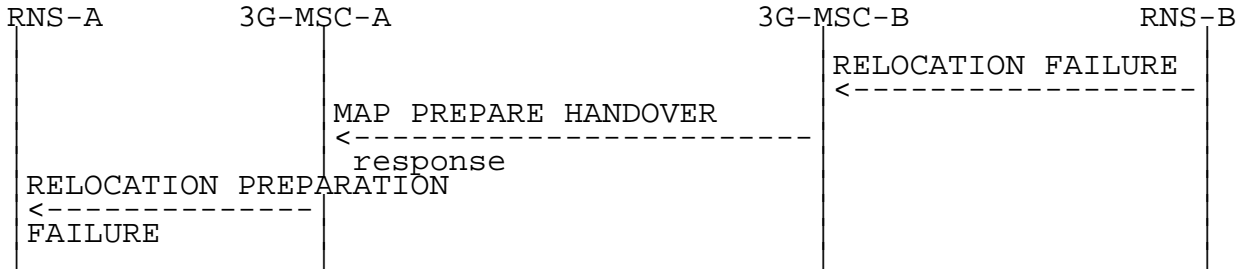 RNS-A 3G-MSC-A 3G-MSC-B RNS-B
RELOCATION FAILURE
MAP PREPARE HANDOVER
response
RELOCATION PREPARATION
FAILURE